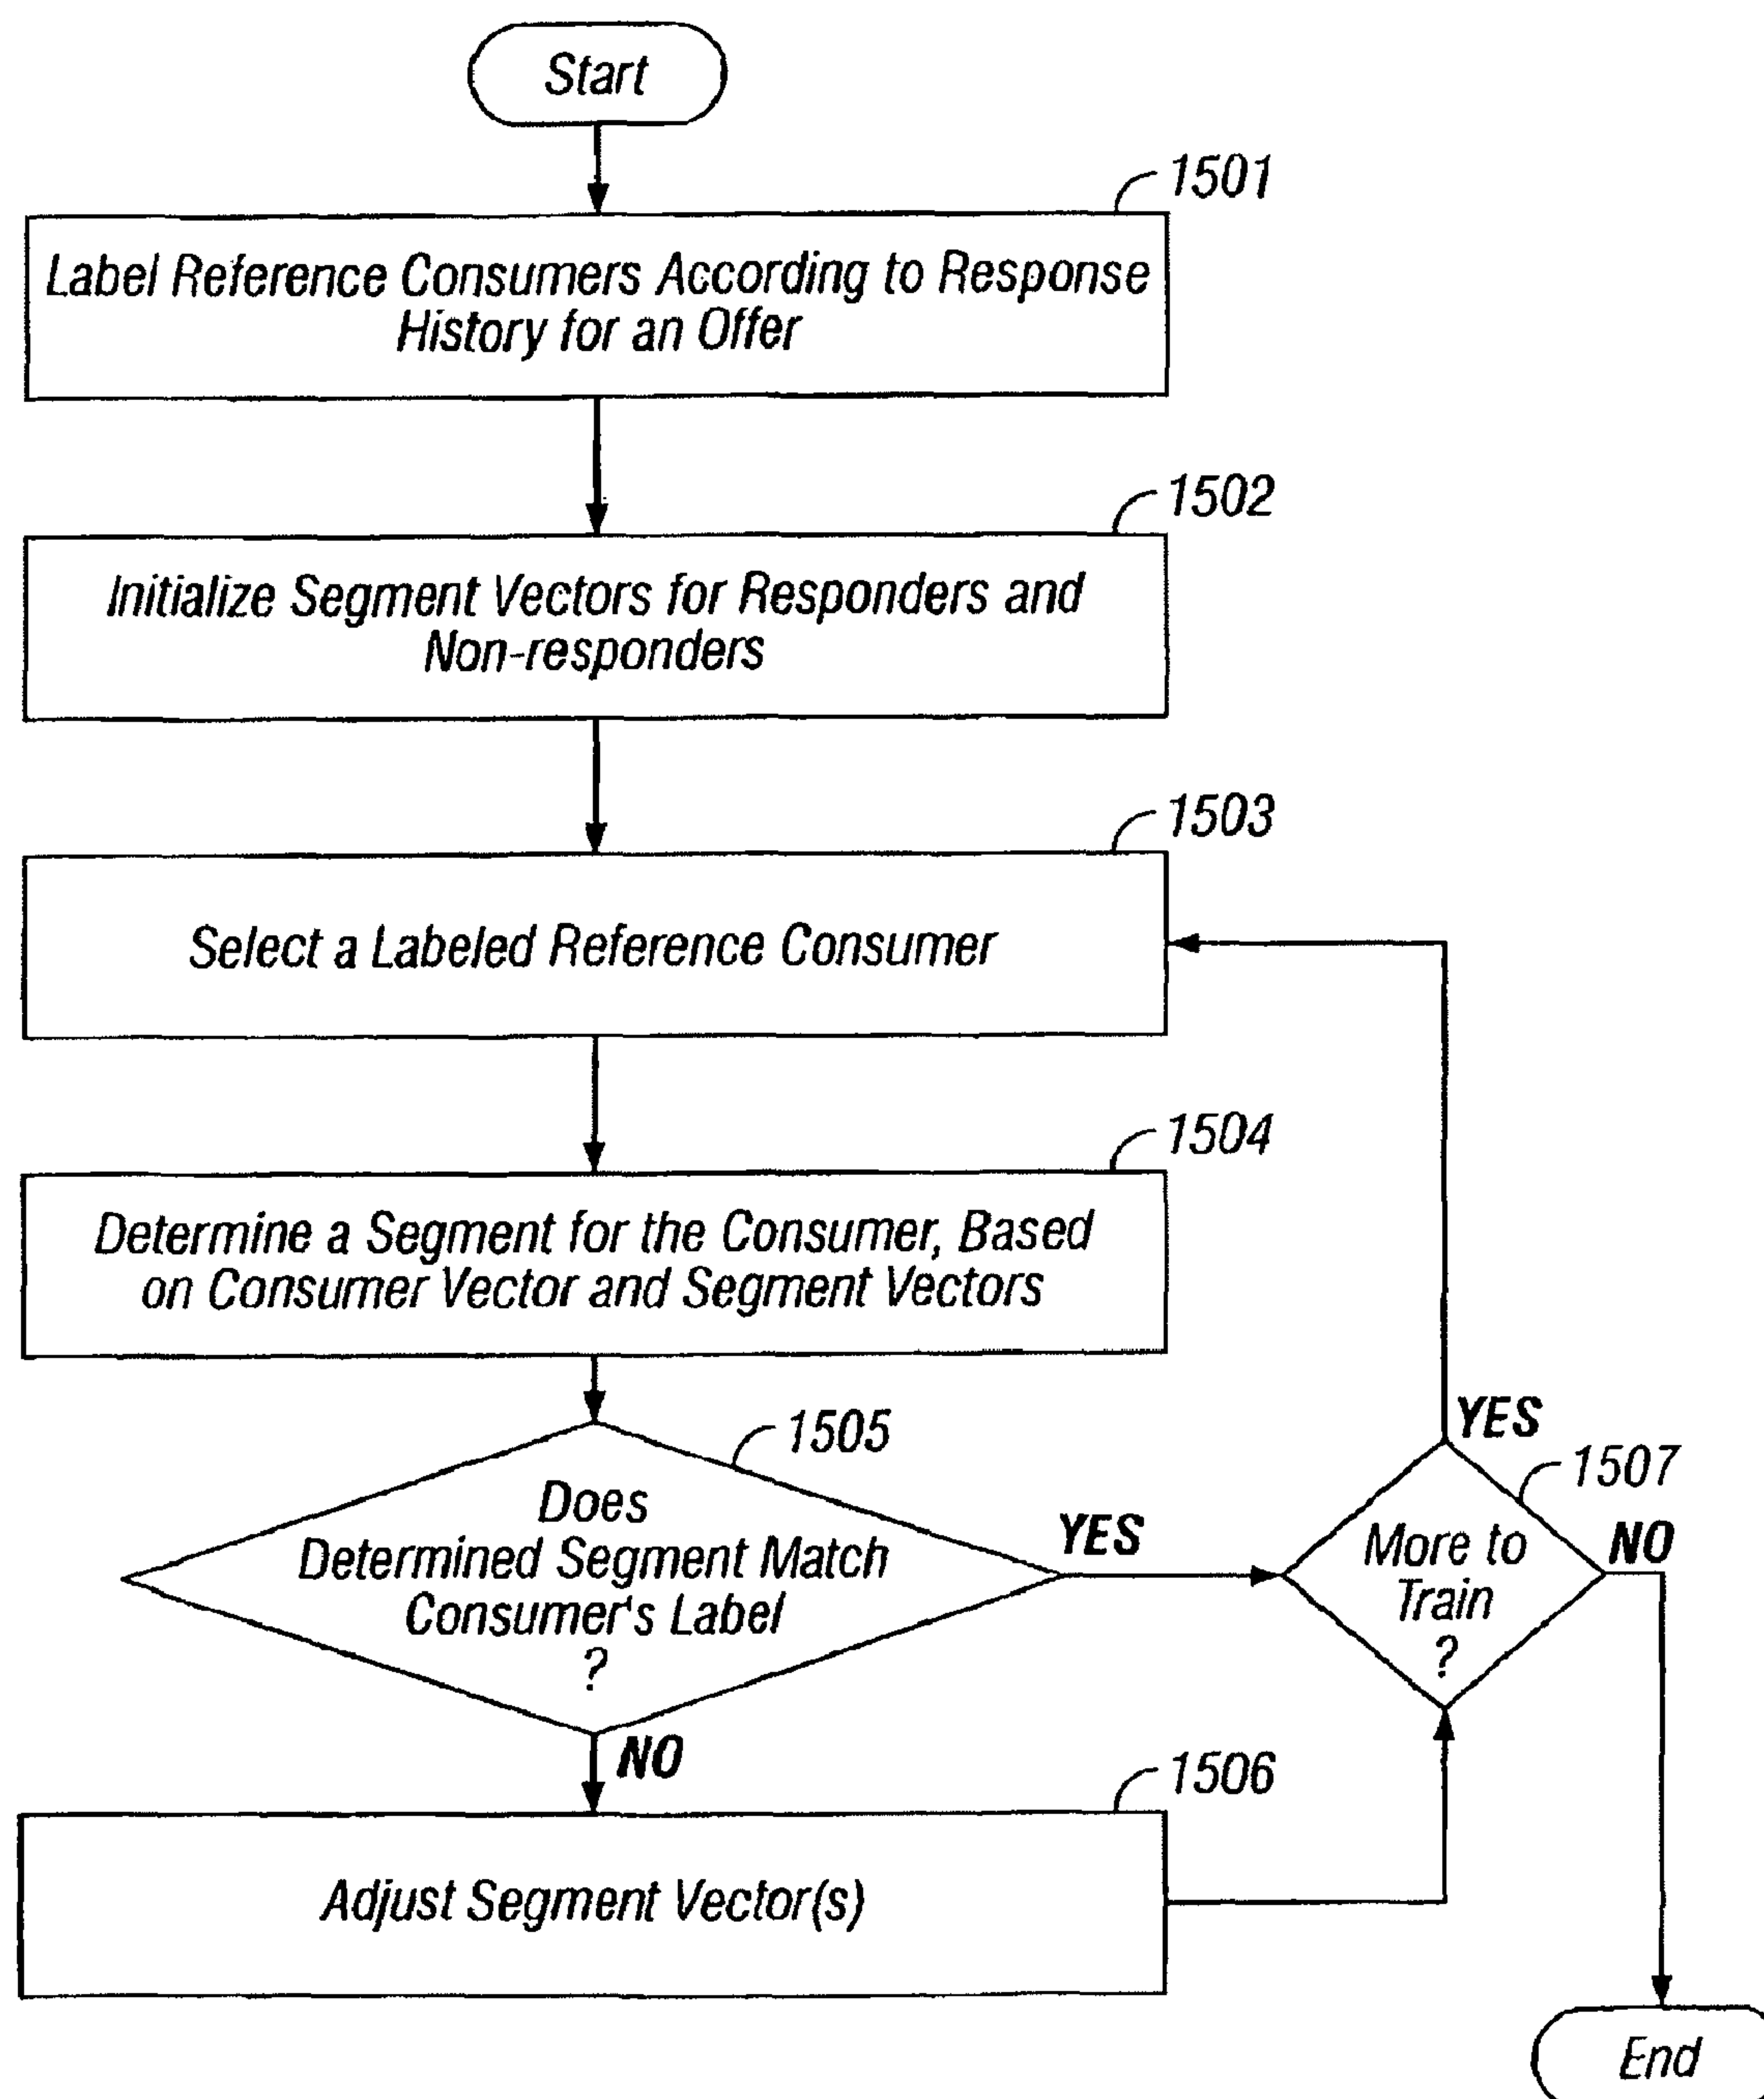 Start
1501
Label Reference Consumers According to Response
History for an Offer
1502
Initialize Segment Vectors for Responders and
Non-responders
1503
Select a Labeled Reference Consumer
1504
Determine a Segment for the Consumer, Based
on Consumer Vector and Segment Vectors
1505
Does
Determined Segment Match
Consumer's Label
?
YES
NO
1506
Adjust Segment Vector(s)
1507
More to
Train
?
YES
NO
End